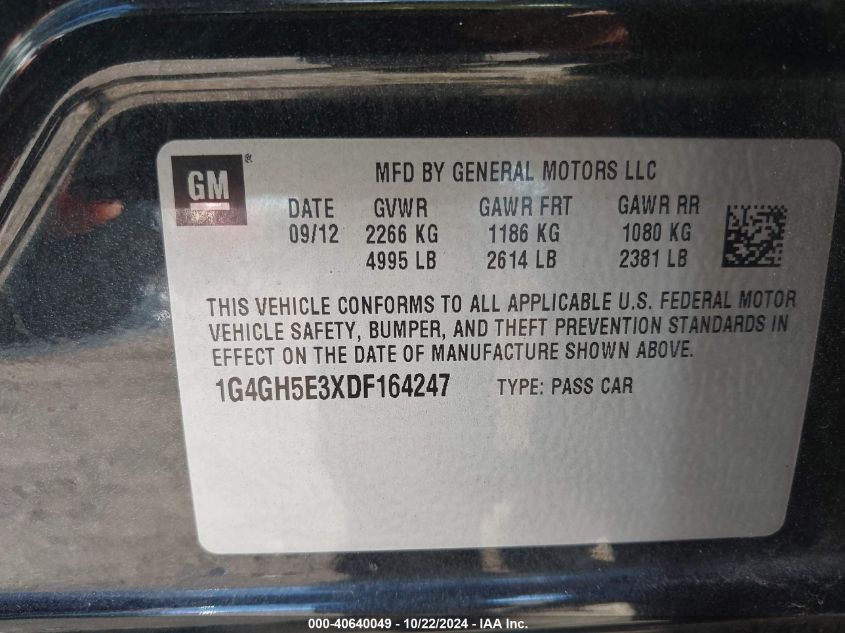 GM ®
MFD BY GENERAL MOTORS LLC
DATE GVWR GAWR FRT GAWR RR
09/12 2266 KG 1186 KG 1080 KG
4995 LB 2614 LB 2381 LB
THIS VEHICLE CONFORMS TO ALL APPLICABLE U.S. FEDERAL MOTOR
VEHICLE SAFETY, BUMPER, AND THEFT PREVENTION STANDARDS IN
EFFECT ON THE DATE OF MANUFACTURE SHOWN ABOVE.
1G4GH5E3XDF164247 TYPE: PASS CAR
000-40640049 - 10/22/2024 - IAA Inc.